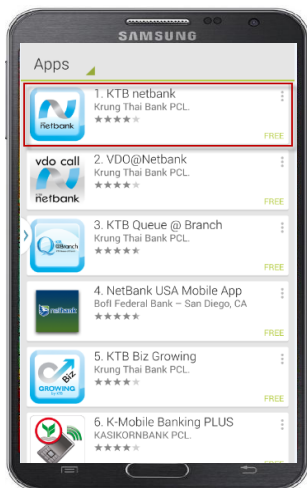 SAMSUNG
Apps
1. KTB netbank
Krung Thai Bank PCL.
netbank
FREE
vdo call
netbank
2. VDO@Netbank
Krung Thai Bank PCL.
FREE
3. KTB Queue @ Branch
Krung Thai Bank PCL.
FREE
4. NetBank USA Mobile App
BofI Federal Bank – San Diego, CA
netbank
FREE
5. KTB Biz Growing
Krung Thai Bank PCL.
Biz
GROWING
FREE
6. K-Mobile Banking PLUS
KASIKORNBANK PCL.